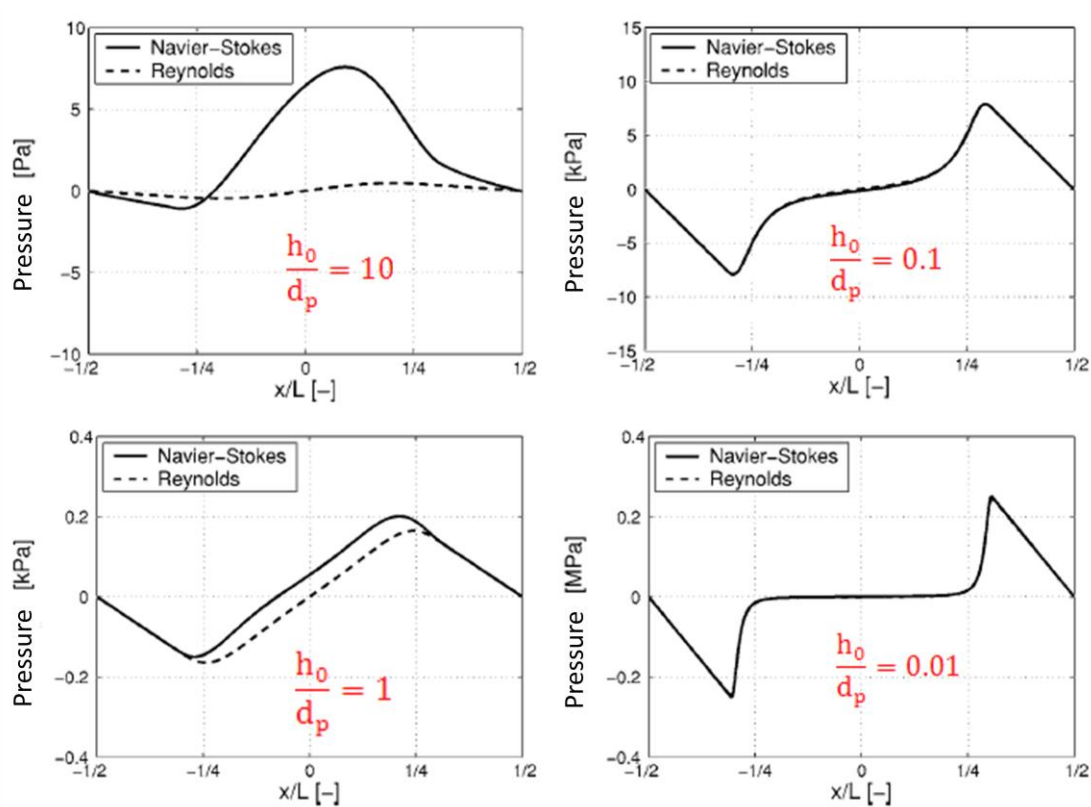 10
5
0
−5
−10
Pressure [Pa]
Navier−Stokes
Reynolds
h₀
dₚ
= 10
−1/2 −1/4 0 1/4 1/2
x/L [−]
15
10
5
0
−5
−10
−15
Pressure [kPa]
Navier−Stokes
Reynolds
h₀
dₚ
= 0.1
−1/2 −1/4 0 1/4 1/2
x/L [−]
0.4
0.2
0
−0.2
−0.4
Pressure [kPa]
Navier−Stokes
Reynolds
h₀
dₚ
= 1
−1/2 −1/4 0 1/4 1/2
x/L [−]
0.4
0.2
0
−0.2
−0.4
Pressure [MPa]
Navier−Stokes
Reynolds
h₀
dₚ
= 0.01
−1/2 −1/4 0 1/4 1/2
x/L [−]